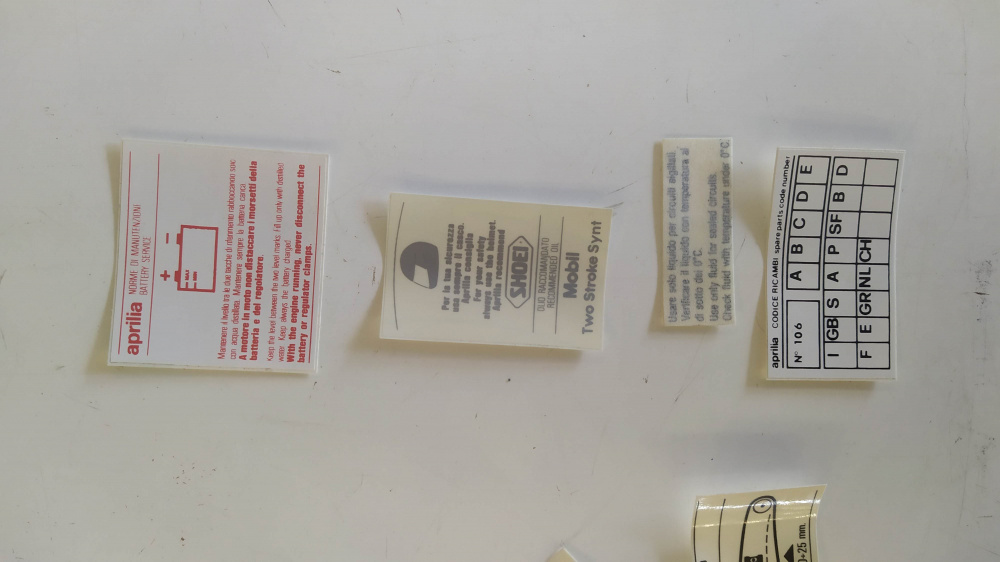 aprilia NORME DI MANUTENZIONE
BATTERY SERVICE
+ −
MAX
Mantenere il livello tra le due tacche di riferimento rabboccando solo
con acqua distillata. Mantenere sempre la batteria carica.
A motore in moto non distaccare i morsetti della
batteria e del regolatore.
Keep the level between the two level marks. Fill up only with distilled
water. Keep always the battery charged.
With the engine running, never disconnect the
battery or regulator clamps.
Per la tua sicurezza
usa sempre il casco.
Aprilia consiglia
For your safety
always use the helmet.
Aprilia recommend
SHOEI
OLIO RACCOMANDATO
RECOMMENDED OIL
Mobil
Two Stroke Synt
Usare solo liquido per circuiti sigillati.
Verificare il liquido con temperatura al
di sotto dei 0°C.
Use only fluid for sealed circuits.
Check fluid with temperature under 0°C.
aprilia CODICE RICAMBI spare parts code number
N° 106 A B C D E
I GB S A P SF B D
F E GR NL CH
0÷25 mm.